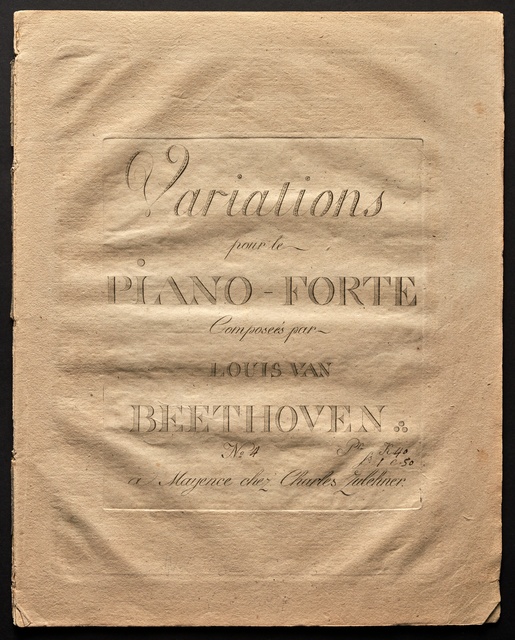 Variations
pour le
PIANO-FORTE
Composées par
LOUIS VAN
BEETHOVEN.
No 4
a Mayence chez Charles Zulehner.